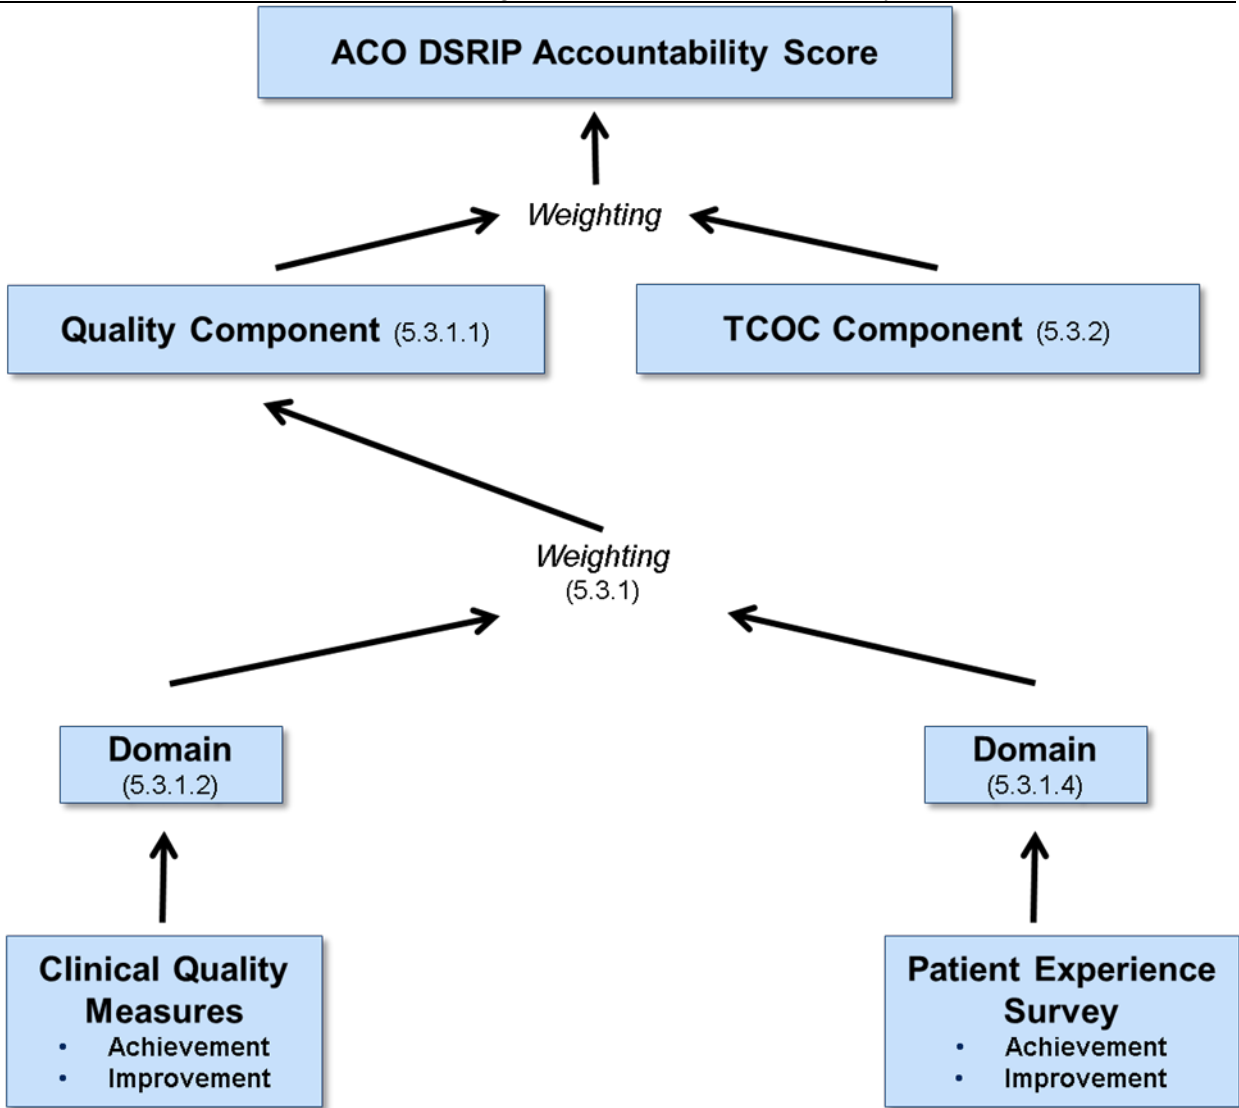 ACO DSRIP Accountability Score
Weighting
Quality Component (5.3.1.1)
TCOC Component (5.3.2)
Weighting
(5.3.1)
Domain
(5.3.1.2)
Domain
(5.3.1.4)
Clinical Quality
Measures
• Achievement
• Improvement
Patient Experience
Survey
• Achievement
• Improvement